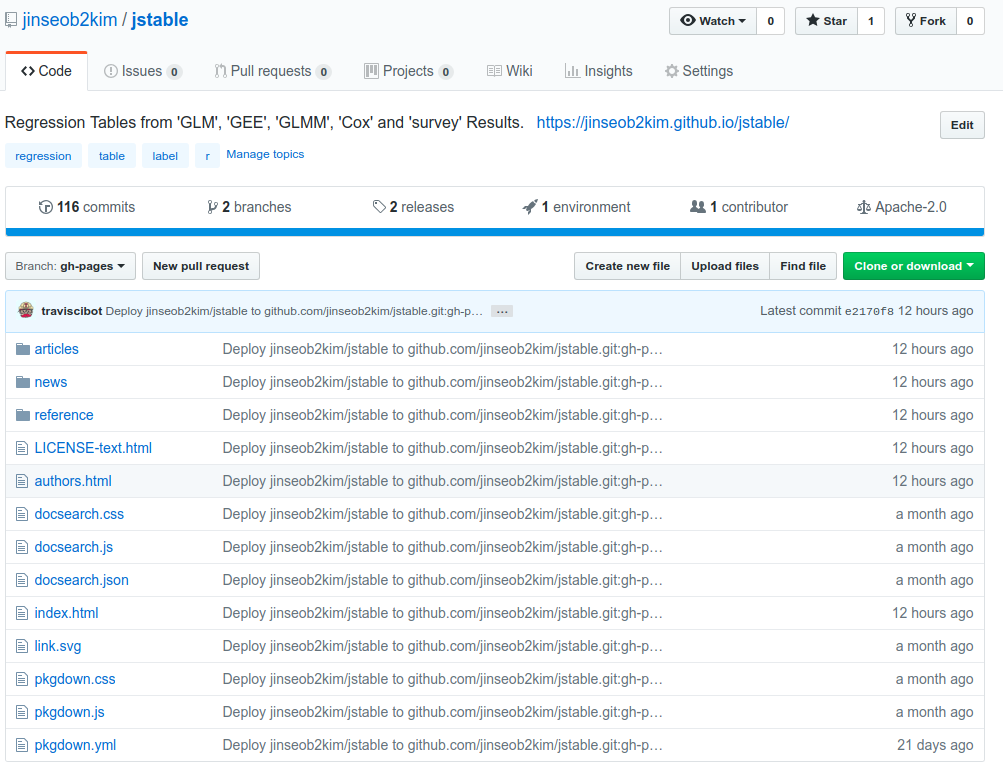 jinseob2kim / jstable Watch 0 Star 1 Fork 0
Code Issues 0 Pull requests 0 Projects 0 Wiki Insights Settings
Regression Tables from 'GLM', 'GEE', 'GLMM', 'Cox' and 'survey' Results. https://jinseob2kim.github.io/jstable/ Edit
regression table label r Manage topics
116 commits 2 branches 2 releases 1 environment 1 contributor Apache-2.0
Branch: gh-pages New pull request Create new file Upload files Find file Clone or download
traviscibot Deploy jinseob2kim/jstable to github.com/jinseob2kim/jstable.git:gh-p… … Latest commit e2170f8 12 hours ago
articles Deploy jinseob2kim/jstable to github.com/jinseob2kim/jstable.git:gh-p… 12 hours ago
news Deploy jinseob2kim/jstable to github.com/jinseob2kim/jstable.git:gh-p… 12 hours ago
reference Deploy jinseob2kim/jstable to github.com/jinseob2kim/jstable.git:gh-p… 12 hours ago
LICENSE-text.html Deploy jinseob2kim/jstable to github.com/jinseob2kim/jstable.git:gh-p… 12 hours ago
authors.html Deploy jinseob2kim/jstable to github.com/jinseob2kim/jstable.git:gh-p… 12 hours ago
docsearch.css Deploy jinseob2kim/jstable to github.com/jinseob2kim/jstable.git:gh-p… a month ago
docsearch.js Deploy jinseob2kim/jstable to github.com/jinseob2kim/jstable.git:gh-p… a month ago
docsearch.json Deploy jinseob2kim/jstable to github.com/jinseob2kim/jstable.git:gh-p… a month ago
index.html Deploy jinseob2kim/jstable to github.com/jinseob2kim/jstable.git:gh-p… 12 hours ago
link.svg Deploy jinseob2kim/jstable to github.com/jinseob2kim/jstable.git:gh-p… a month ago
pkgdown.css Deploy jinseob2kim/jstable to github.com/jinseob2kim/jstable.git:gh-p… a month ago
pkgdown.js Deploy jinseob2kim/jstable to github.com/jinseob2kim/jstable.git:gh-p… a month ago
pkgdown.yml Deploy jinseob2kim/jstable to github.com/jinseob2kim/jstable.git:gh-p… 21 days ago